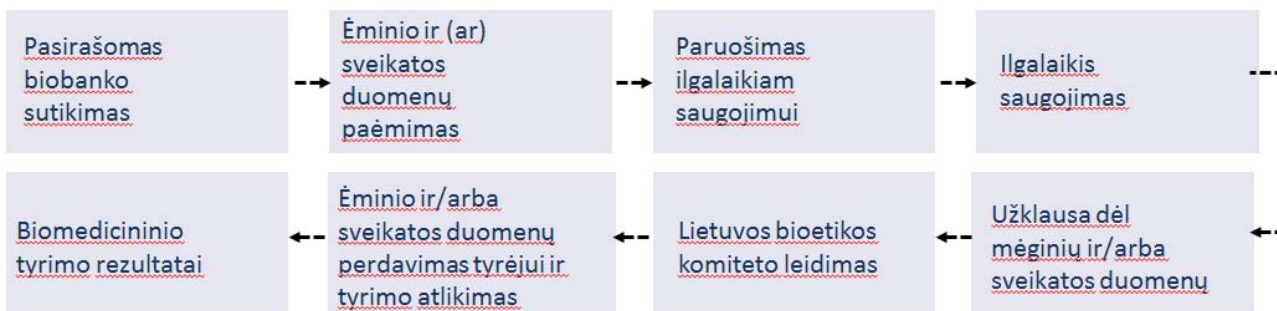 Pasirašomas
biobanko
sutikimas
Ėminio ir (ar)
sveikatos
duomenų
paėmimas
Paruošimas
ilgalaikiam
saugojimui
Ilgalaikis
saugojimas
Užklausa dėl
mėginių ir/arba
sveikatos duomenų
Lietuvos bioetikos
komiteto leidimas
Ėminio ir/arba
sveikatos duomenų
perdavimas tyrėjui ir
tyrimo atlikimas
Biomedicininio
tyrimo rezultatai